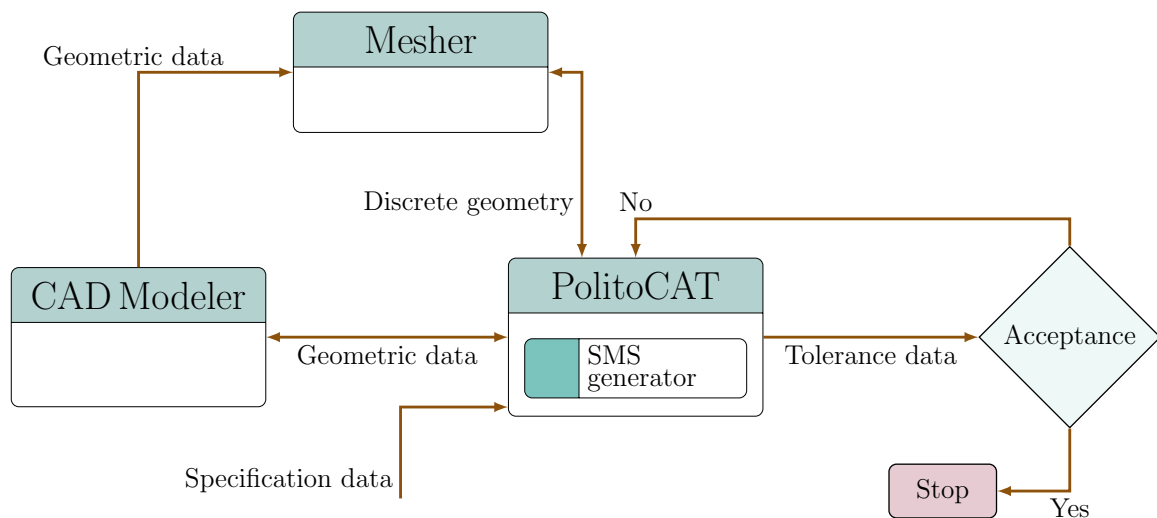 Mesher
Geometric data
Discrete geometry
No
CAD Modeler
PolitoCAT
Geometric data
SMS
generator
Tolerance data
Acceptance
Specification data
Stop
Yes